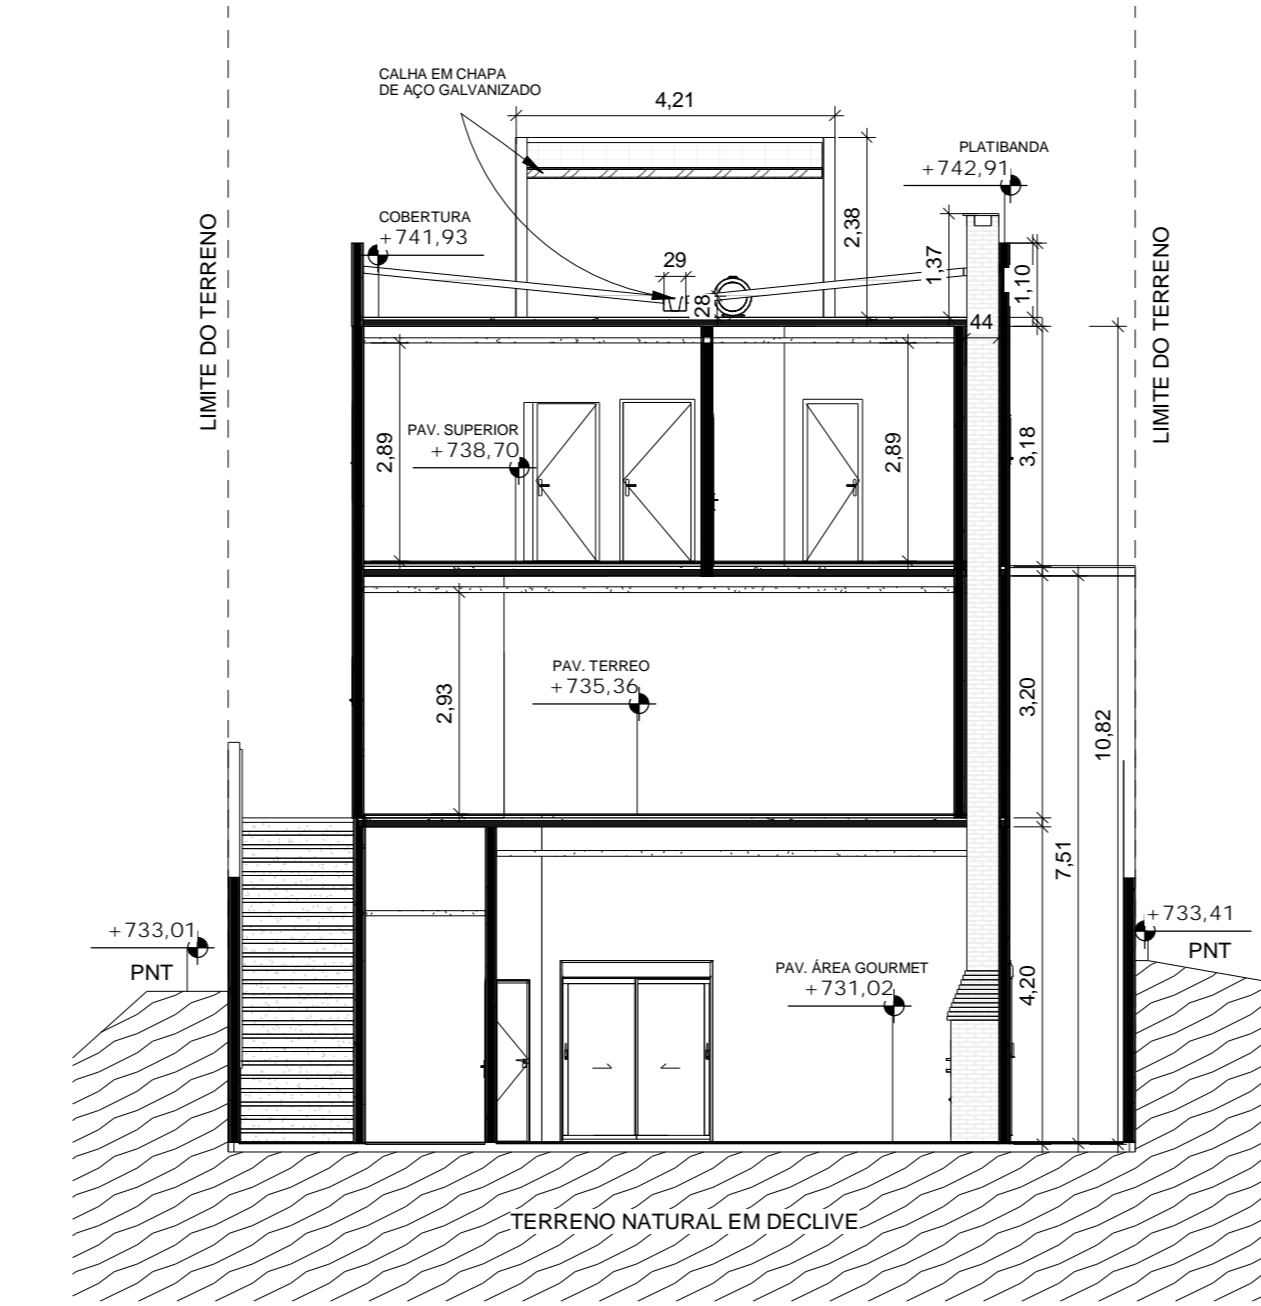 CALHA EM CHAPA
DE AÇO GALVANIZADO
4,21
PLATIBANDA
+742,91
COBERTURA
+741,93
2,38
1,37
1,10
29
28
44
LIMITE DO TERRENO
LIMITE DO TERRENO
PAV. SUPERIOR
+738,70
2,89
2,89
3,18
PAV. TERREO
+735,36
2,93
3,20
10,82
7,51
+733,01
PNT
+733,41
PNT
PAV. ÁREA GOURMET
+731,02
4,20
TERRENO NATURAL EM DECLIVE